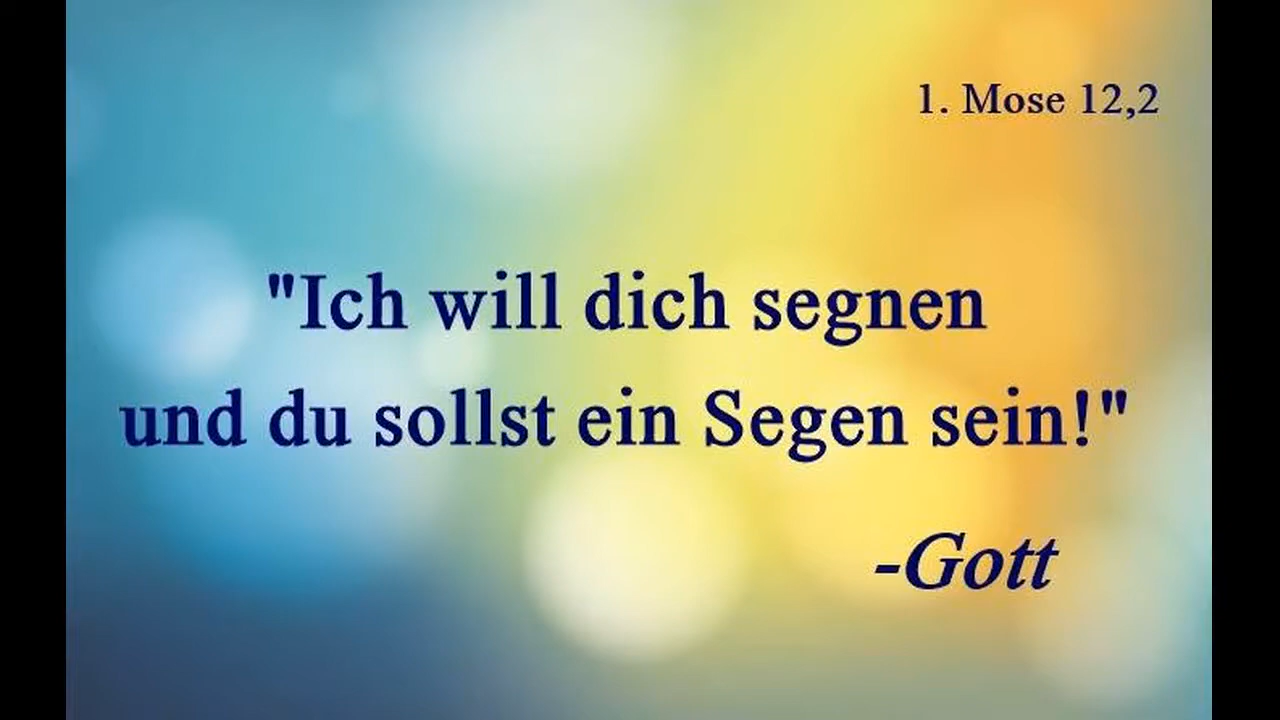 1. Mose 12,2
"Ich will dich segnen
und du sollst ein Segen sein!"
-Gott